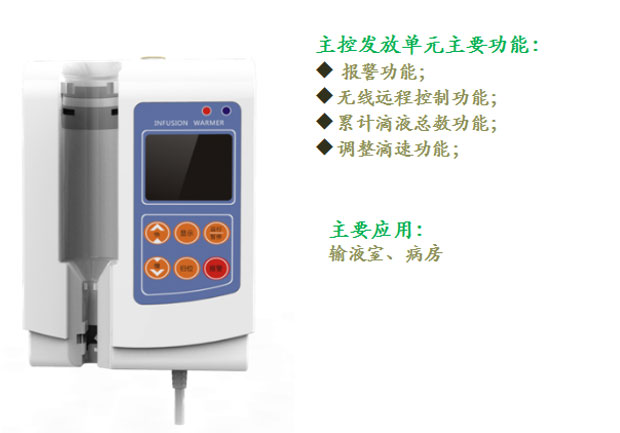 主控发放单元主要功能：
◆ 报警功能；
◆ 无线远程控制功能；
◆ 累计滴液总数功能；
◆ 调整滴速功能；
主要应用：
输液室、病房
INFUSION WARMER
显示
归位
报警